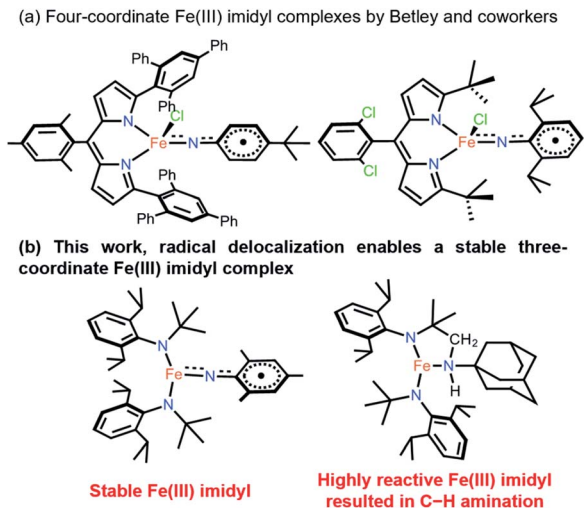 (a) Four-coordinate Fe(III) imidyl complexes by Betley and coworkers
Ph
Ph
Ph
Ph
Cl
N
Fe
N
N
Ph
Ph
Cl
Cl
N
Cl
Fe
N
N
(b) This work, radical delocalization enables a stable three-
coordinate Fe(III) imidyl complex
N
Fe
N
N
N
CH2
Fe
N
H
N
Stable Fe(III) imidyl
Highly reactive Fe(III) imidyl
resulted in C−H amination